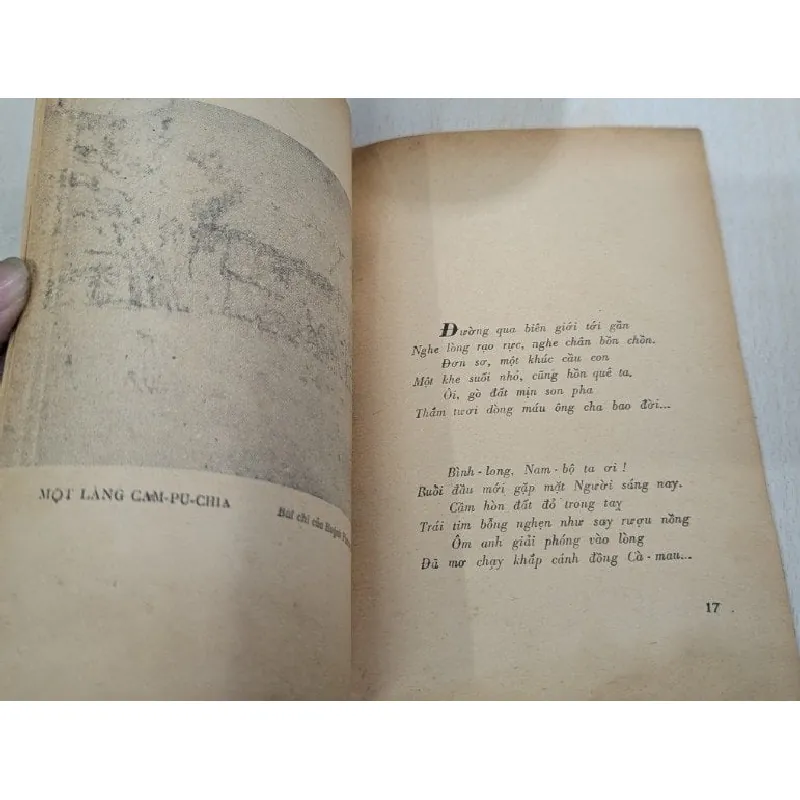 MỘT LÀNG CAM-PU-CHIA
Bút chì của
Đường qua biên giới tới gần
Nghe lòng rạo rực, nghe chân bồn chồn.
Đơn sơ, một khúc cầu con
Một khe suối nhỏ, cũng hồn quê ta.
Ôi, gò đất mịn son pha
Thắm tươi dòng máu ông cha bao đời...
Bình-long, Nam-bộ ta ơi !
Buổi đầu mới gặp mặt Người sáng nay.
Cầm hòn đất đỏ trong tay
Trái tim bỗng nghẹn như say rượu nồng
Ôm anh giải phóng vào lòng
Đã mơ chạy khắp cánh đồng Cà-mau...
17